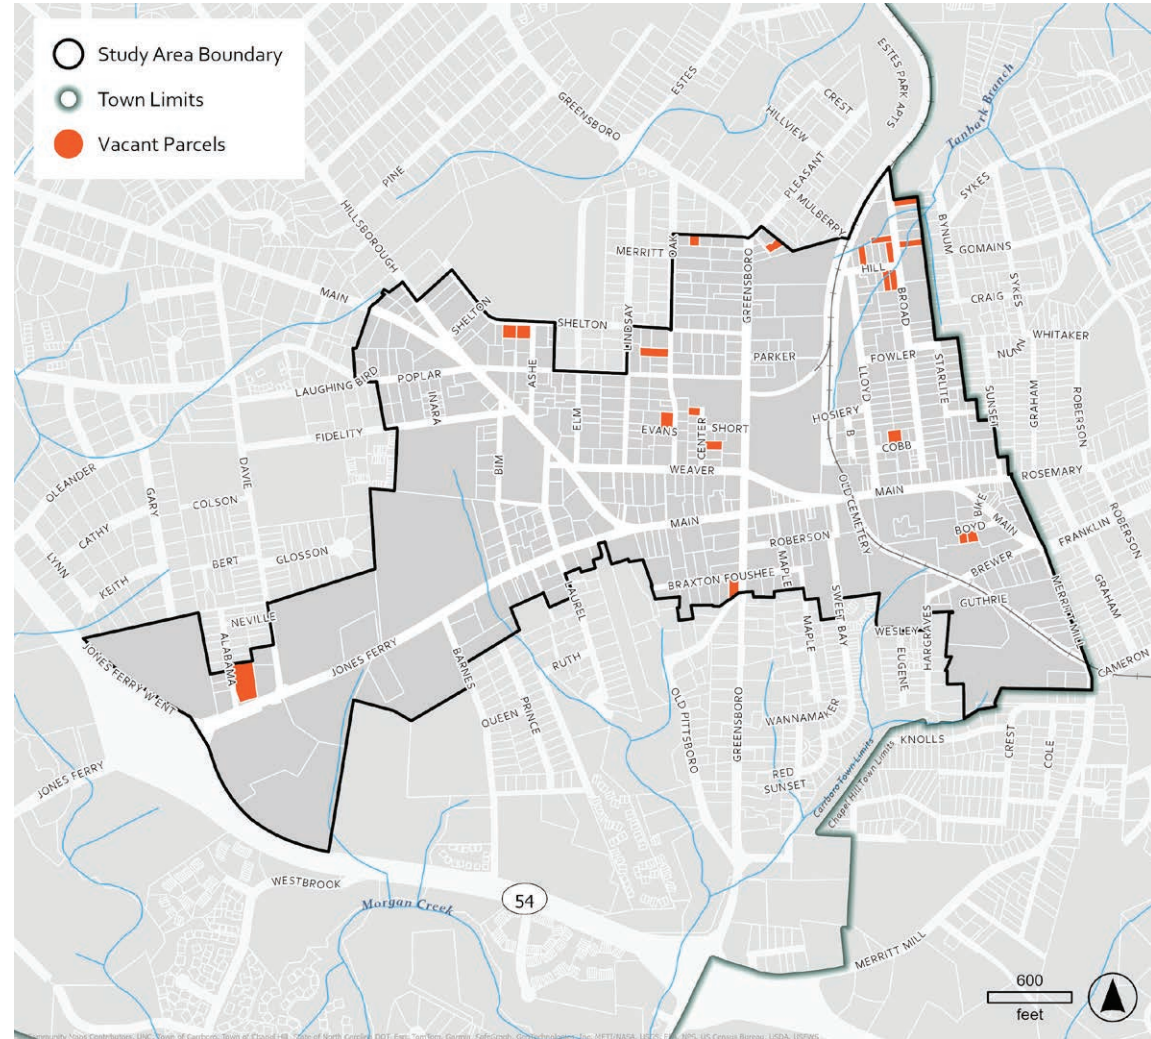 Study Area Boundary
Town Limits
Vacant Parcels
ESTES PARK APTS
ESTES
CREST
GREENSBORO
HILLVIEW
Tanbark Branch
PLEASANT
PINE
SYKES
MULBERRY
BYNUM
HILLSBOROUGH
MERRITT
OAK
GREENSBORO
GOMAINS
HILL
MAIN
SHELTON
SHELTON
LINDSAY
BROAD
CRAIG
SYKES
WHITAKER
NUNN
PARKER
FOWLER
LAUGHING BIRD
POPLAR
ASHE
LLOYD
STARLITE
INARA
ELM
SUNSET
GRAHAM
ROBERSON
HOSIERY
EVANS
CENTER
SHORT
FIDELITY
B
COBB
BIM
WEAVER
OLEANDER
DAVIE
ROSEMARY
GARY
COLSON
MAIN
OLD CEMETERY
BIKE
MAIN
CATHY
MAIN
BOYD
FRANKLIN
ROBERSON
ROBERSON
GLOSSON
BERT
LYNN
KEITH
BREWER
BRAXTON FOUSHEE
MAPLE
LAUREL
SWEET BAY
GUTHRIE
MERRITT MILL
GRAHAM
NEVILLE
ALABAMA
MAPLE
WESLEY
HARGRAVES
EUGENE
JONES FERRY
BARNES
RUTH
CAMERON
JONES FERRY WENT
OLD PITTSBORO
GREENSBORO
PRINCE
QUEEN
WANNAMAKER
KNOLLS
CREST
COLE
JONES FERRY
RED
SUNSET
Carrboro Town Limits
Chapel Hill Town Limits
WESTBROOK
54
Morgan Creek
MERRITT MILL
600
feet